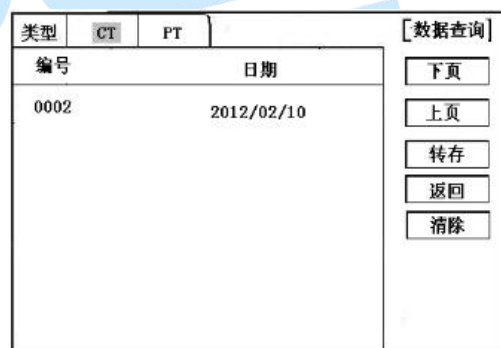 类型 CT PT
编号 日期
0002 2012/02/10
[数据查询]
下页
上页
转存
返回
清除